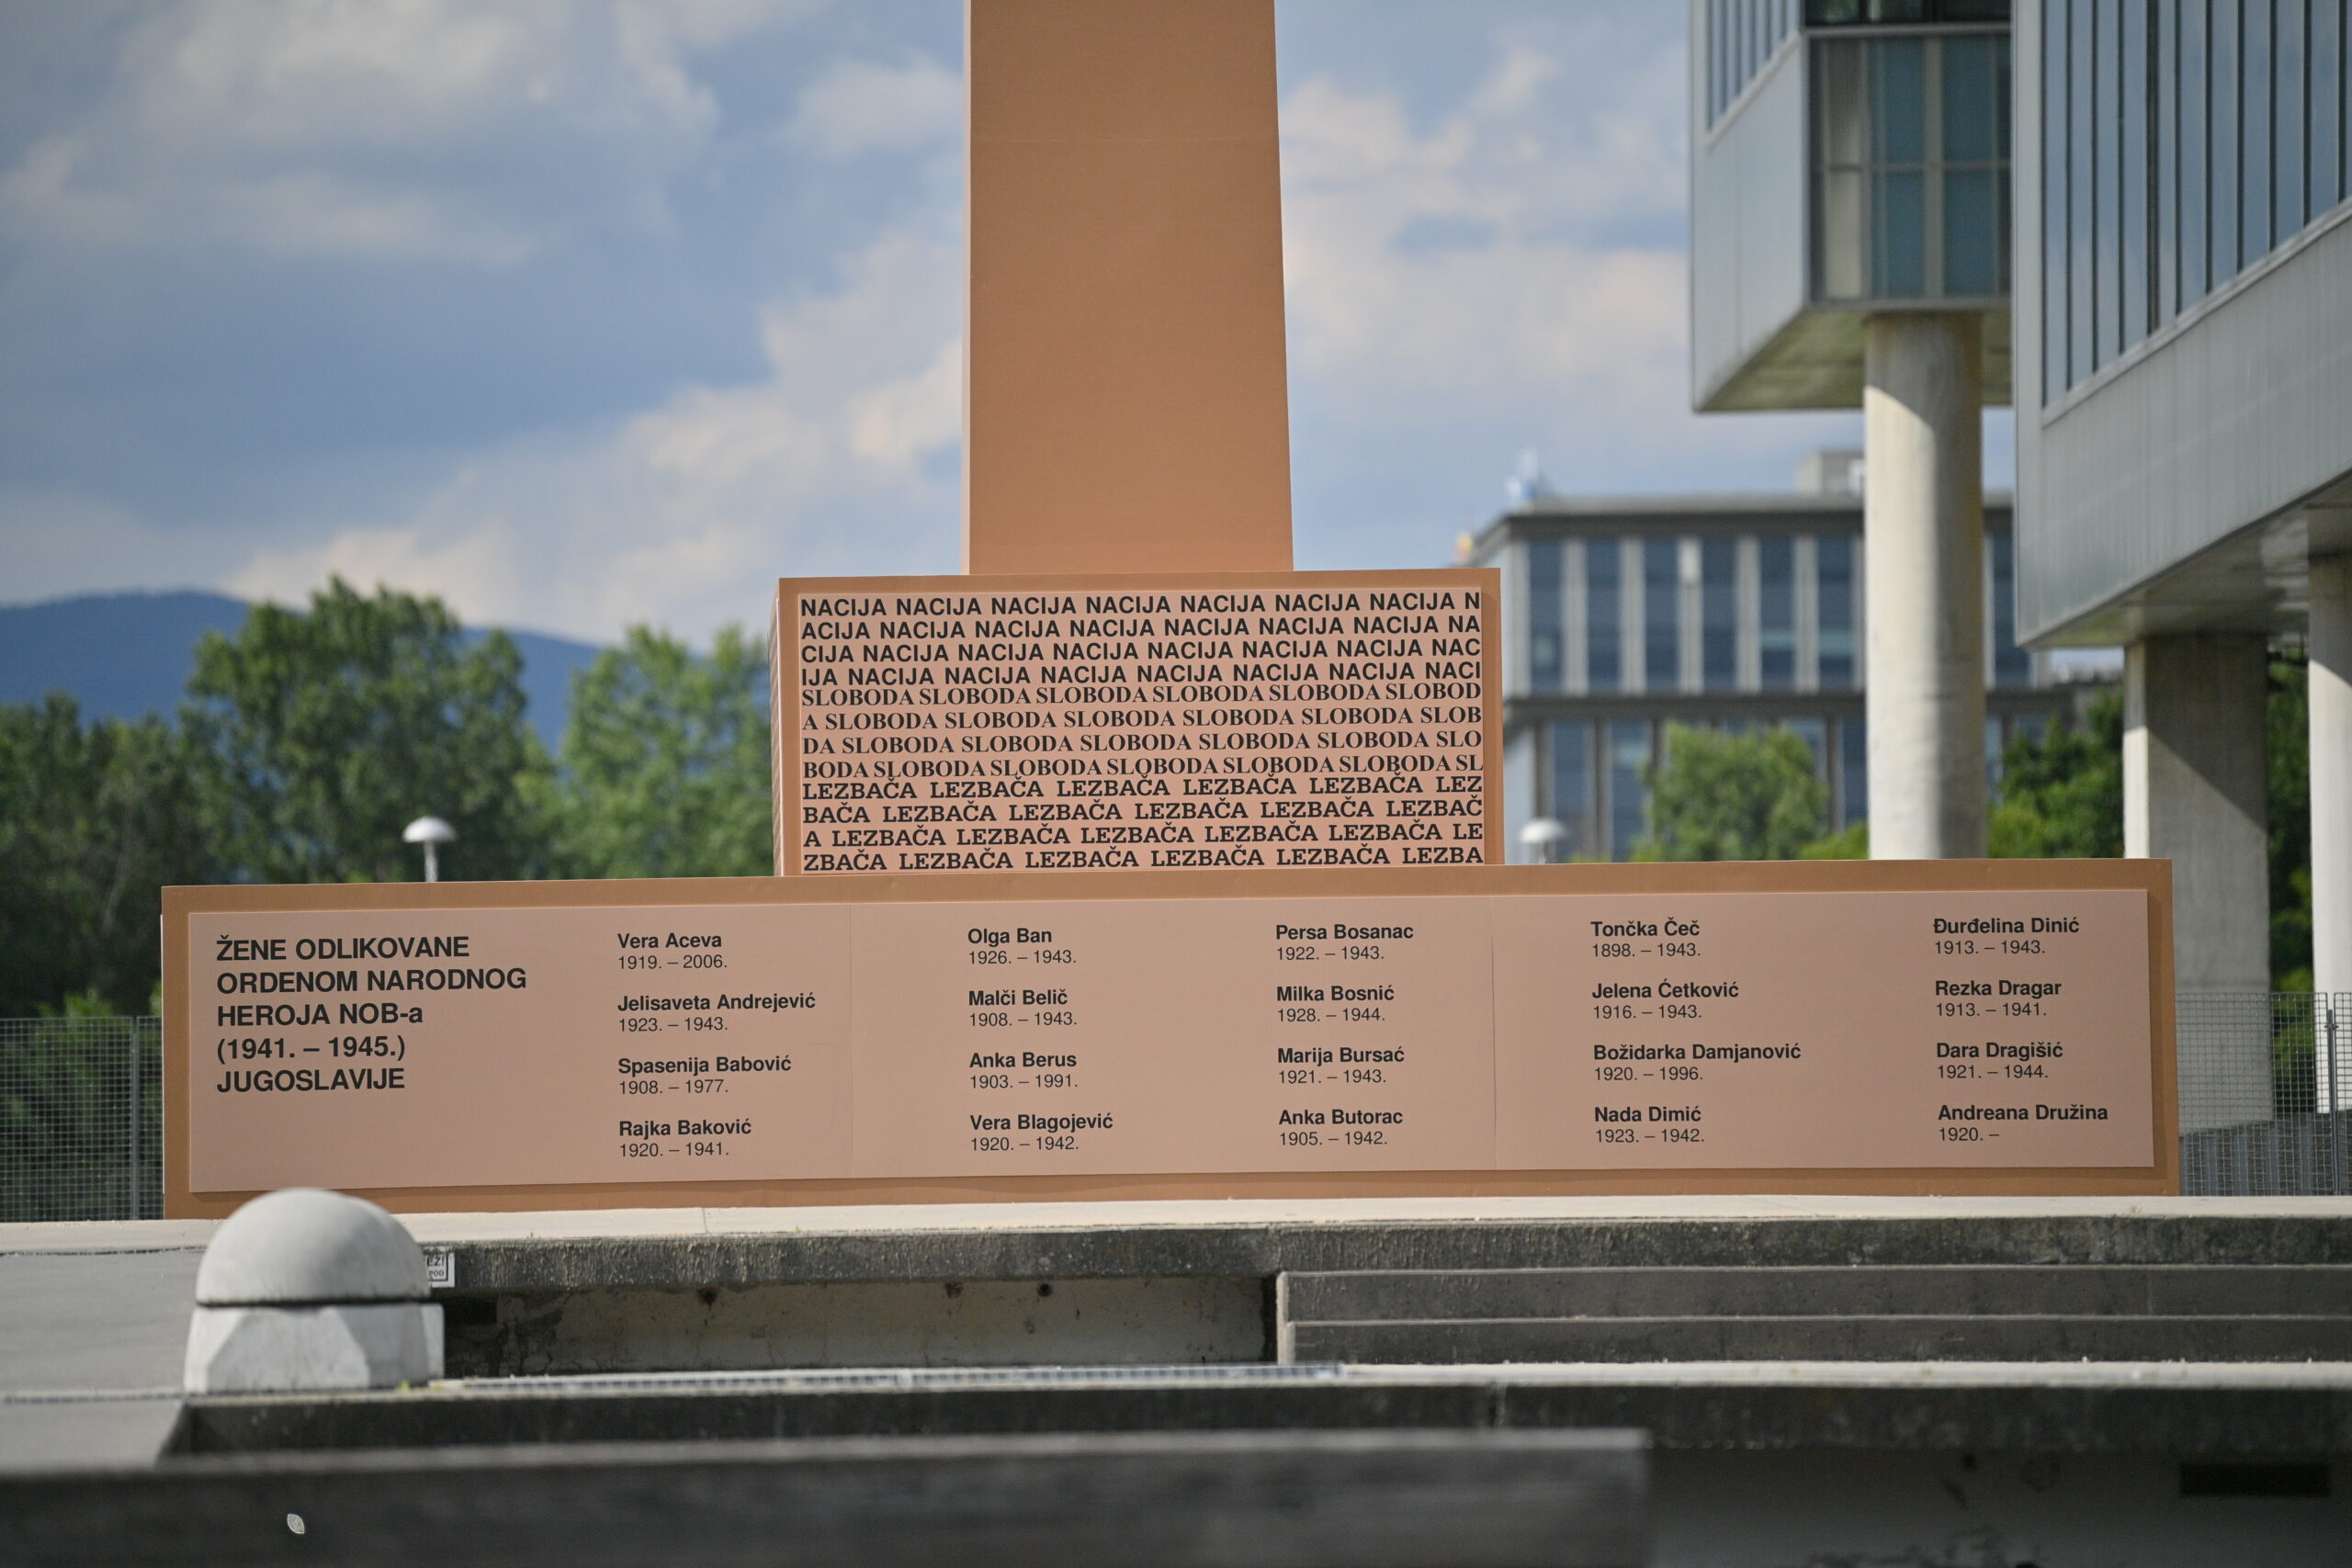 NACIJA NACIJA NACIJA NACIJA NACIJA NACIJA NACIJA N
ACIJA NACIJA NACIJA NACIJA NACIJA NACIJA NACIJA NA
CIJA NACIJA NACIJA NACIJA NACIJA NACIJA NACIJA NAC
IJA NACIJA NACIJA NACIJA NACIJA NACIJA NACIJA NACI
SLOBODA SLOBODA SLOBODA SLOBODA SLOBODA SLOBOD
A SLOBODA SLOBODA SLOBODA SLOBODA SLOBODA SLOB
DA SLOBODA SLOBODA SLOBODA SLOBODA SLOBODA SLO
BODA SLOBODA SLOBODA SLOBODA SLOBODA SLOBODA SL
LEZBAČA LEZBAČA LEZBAČA LEZBAČA LEZBAČA LEZ
BAČA LEZBAČA LEZBAČA LEZBAČA LEZBAČA LEZBAČ
A LEZBAČA LEZBAČA LEZBAČA LEZBAČA LEZBAČA LE
ZBAČA LEZBAČA LEZBAČA LEZBAČA LEZBAČA LEZBA
ŽENE ODLIKOVANE
ORDENOM NARODNOG
HEROJA NOB-a
(1941. – 1945.)
JUGOSLAVIJE
Vera Aceva
1919. – 2006.
Jelisaveta Andrejević
1923. – 1943.
Spasenija Babović
1908. – 1977.
Rajka Baković
1920. – 1941.
Olga Ban
1926. – 1943.
Malči Belič
1908. – 1943.
Anka Berus
1903. – 1991.
Vera Blagojević
1920. – 1942.
Persa Bosanac
1922. – 1943.
Milka Bosnić
1928. – 1944.
Marija Bursać
1921. – 1943.
Anka Butorac
1905. – 1942.
Tončka Čeč
1898. – 1943.
Jelena Ćetković
1916. – 1943.
Božidarka Damjanović
1920. – 1996.
Nada Dimić
1923. – 1942.
Đurđelina Dinić
1913. – 1943.
Rezka Dragar
1913. – 1941.
Dara Dragišić
1921. – 1944.
Andreana Družina
1920. –